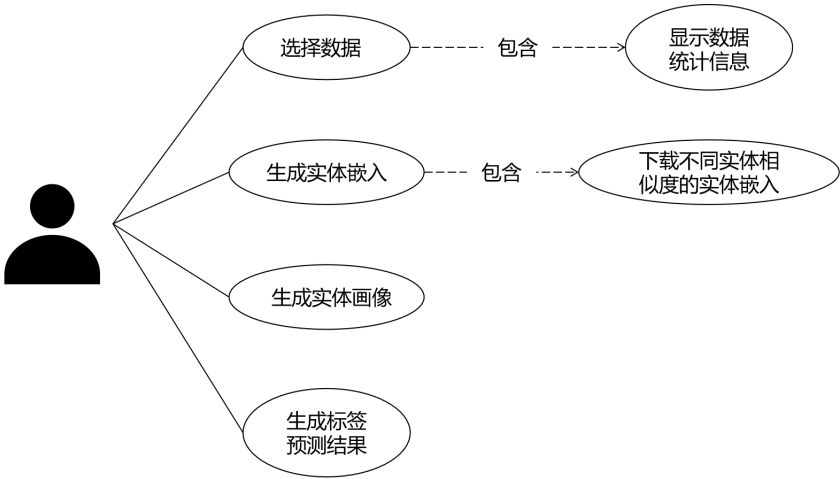 选择数据
包含
显示数据
统计信息
生成实体嵌入
包含
下载不同实体相
似度的实体嵌入
生成实体画像
生成标签
预测结果